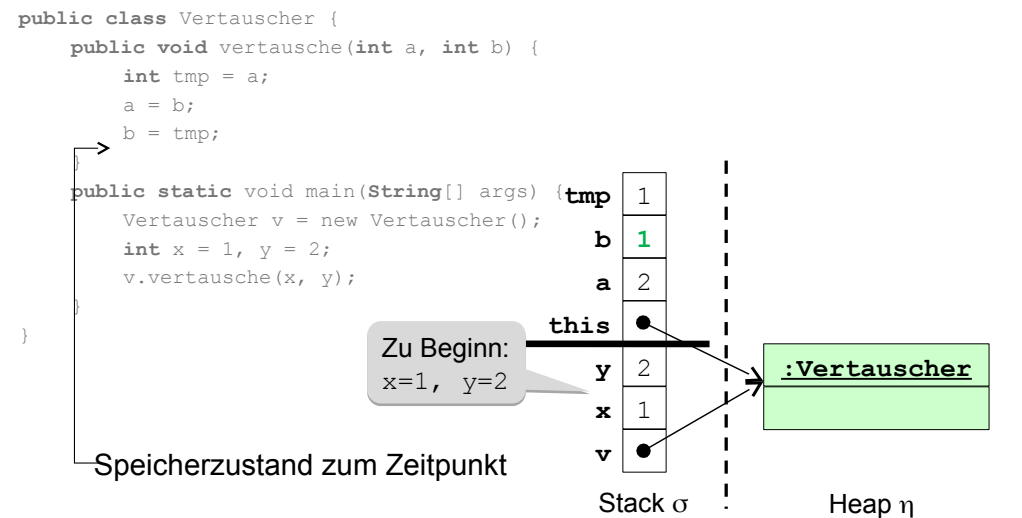 public class Vertauscher {
public void vertausche(int a, int b) {
int tmp = a;
a = b;
b = tmp;
}
public static void main(String[] args) {
Vertauscher v = new Vertauscher();
int x = 1, y = 2;
v.vertausche(x, y);
}
}
tmp 1
b 1
a 2
this
y 2
x 1
v
Zu Beginn:
x=1, y=2
:Vertauscher
Speicherzustand zum Zeitpunkt
Stack σ
Heap η